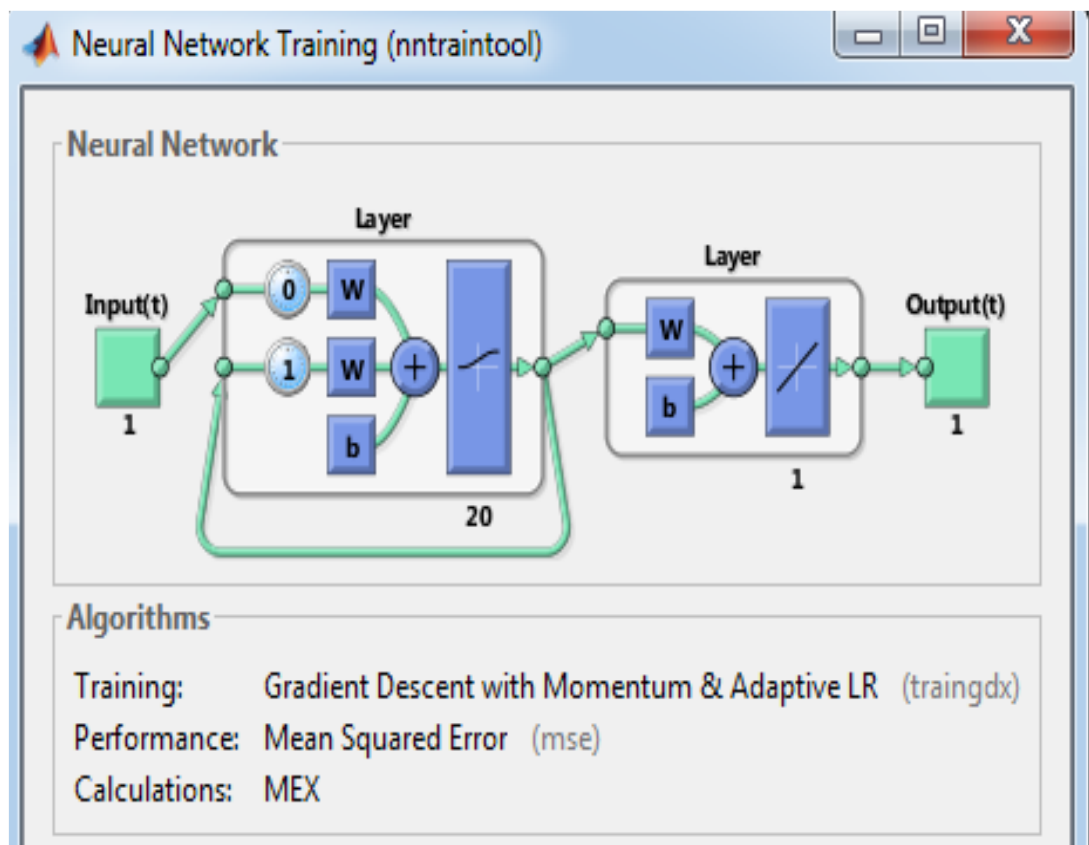 Neural Network Training (nntraintool)
Neural Network
Layer
Layer
Input(t)
0 W
W
Output(t)
1 W
+
+
b
b
1
1
1
20
Algorithms
Training: Gradient Descent with Momentum & Adaptive LR (traingdx)
Performance: Mean Squared Error (mse)
Calculations: MEX